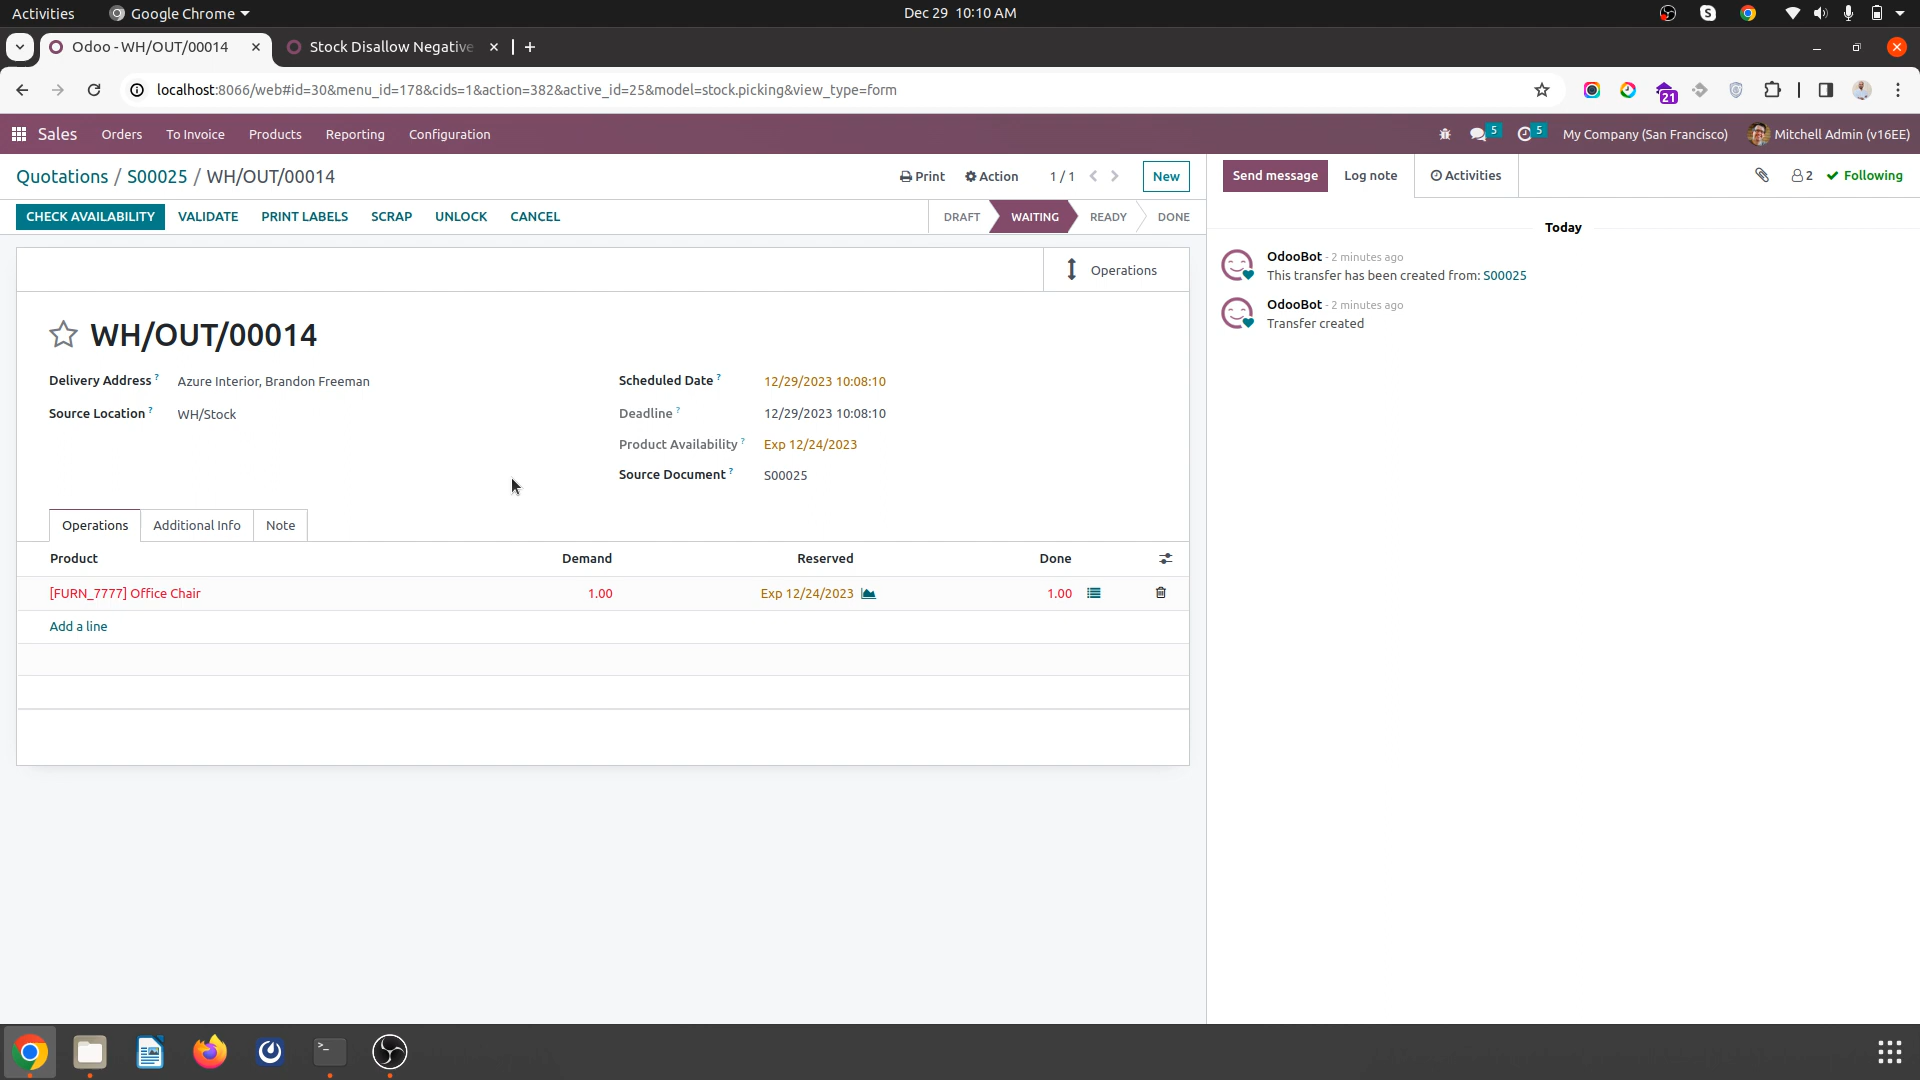 Activities Google Chrome Dec 29 10:10 AM
Odoo - WH/OUT/00014 Stock Disallow Negative
localhost:8066/web#id=30&menu_id=178&cids=1&action=382&active_id=25&model=stock.picking&view_type=form 21
Sales Orders To Invoice Products Reporting Configuration 5 5 My Company (San Francisco) Mitchell Admin (v16EE)
Quotations / S00025 / WH/OUT/00014 Print Action 1 / 1 New Send message Log note Activities 2 Following
CHECK AVAILABILITY VALIDATE PRINT LABELS SCRAP UNLOCK CANCEL DRAFT WAITING READY DONE
Today
OdooBot - 2 minutes ago
This transfer has been created from: S00025
OdooBot - 2 minutes ago
Transfer created
Operations
WH/OUT/00014
Delivery Address ? Azure Interior, Brandon Freeman Scheduled Date ? 12/29/2023 10:08:10
Source Location ? WH/Stock Deadline ? 12/29/2023 10:08:10
Product Availability ? Exp 12/24/2023
Source Document ? S00025
Operations Additional Info Note
Product Demand Reserved Done
[FURN_7777] Office Chair 1.00 Exp 12/24/2023 1.00
Add a line